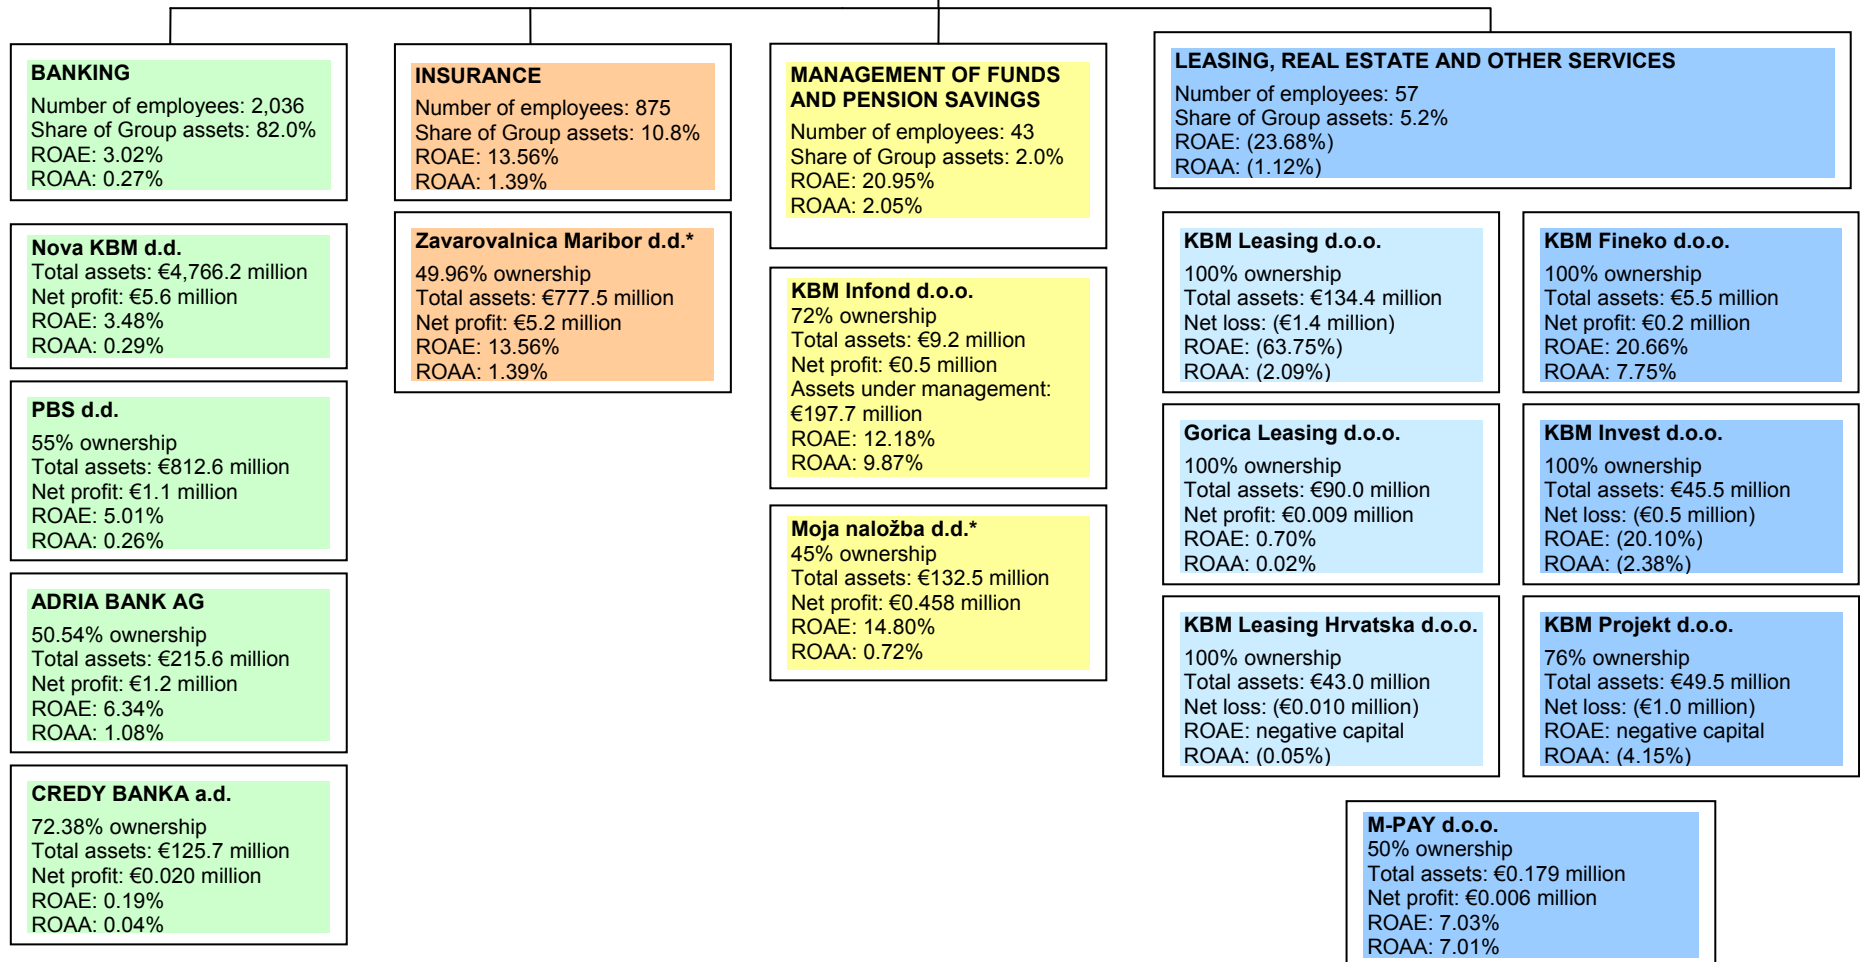 BANKING
Number of employees: 2,036
Share of Group assets: 82.0%
ROAE: 3.02%
ROAA: 0.27%
Nova KBM d.d.
Total assets: €4,766.2 million
Net profit: €5.6 million
ROAE: 3.48%
ROAA: 0.29%
PBS d.d.
55% ownership
Total assets: €812.6 million
Net profit: €1.1 million
ROAE: 5.01%
ROAA: 0.26%
ADRIA BANK AG
50.54% ownership
Total assets: €215.6 million
Net profit: €1.2 million
ROAE: 6.34%
ROAA: 1.08%
CREDY BANKA a.d.
72.38% ownership
Total assets: €125.7 million
Net profit: €0.020 million
ROAE: 0.19%
ROAA: 0.04%
INSURANCE
Number of employees: 875
Share of Group assets: 10.8%
ROAE: 13.56%
ROAA: 1.39%
Zavarovalnica Maribor d.d.*
49.96% ownership
Total assets: €777.5 million
Net profit: €5.2 million
ROAE: 13.56%
ROAA: 1.39%
MANAGEMENT OF FUNDS
AND PENSION SAVINGS
Number of employees: 43
Share of Group assets: 2.0%
ROAE: 20.95%
ROAA: 2.05%
KBM Infond d.o.o.
72% ownership
Total assets: €9.2 million
Net profit: €0.5 million
Assets under management:
€197.7 million
ROAE: 12.18%
ROAA: 9.87%
Moja naložba d.d.*
45% ownership
Total assets: €132.5 million
Net profit: €0.458 million
ROAE: 14.80%
ROAA: 0.72%
LEASING, REAL ESTATE AND OTHER SERVICES
Number of employees: 57
Share of Group assets: 5.2%
ROAE: (23.68%)
ROAA: (1.12%)
KBM Leasing d.o.o.
100% ownership
Total assets: €134.4 million
Net loss: (€1.4 million)
ROAE: (63.75%)
ROAA: (2.09%)
Gorica Leasing d.o.o.
100% ownership
Total assets: €90.0 million
Net profit: €0.009 million
ROAE: 0.70%
ROAA: 0.02%
KBM Leasing Hrvatska d.o.o.
100% ownership
Total assets: €43.0 million
Net loss: (€0.010 million)
ROAE: negative capital
ROAA: (0.05%)
KBM Fineko d.o.o.
100% ownership
Total assets: €5.5 million
Net profit: €0.2 million
ROAE: 20.66%
ROAA: 7.75%
KBM Invest d.o.o.
100% ownership
Total assets: €45.5 million
Net loss: (€0.5 million)
ROAE: (20.10%)
ROAA: (2.38%)
KBM Projekt d.o.o.
76% ownership
Total assets: €49.5 million
Net loss: (€1.0 million)
ROAE: negative capital
ROAA: (4.15%)
M-PAY d.o.o.
50% ownership
Total assets: €0.179 million
Net profit: €0.006 million
ROAE: 7.03%
ROAA: 7.01%